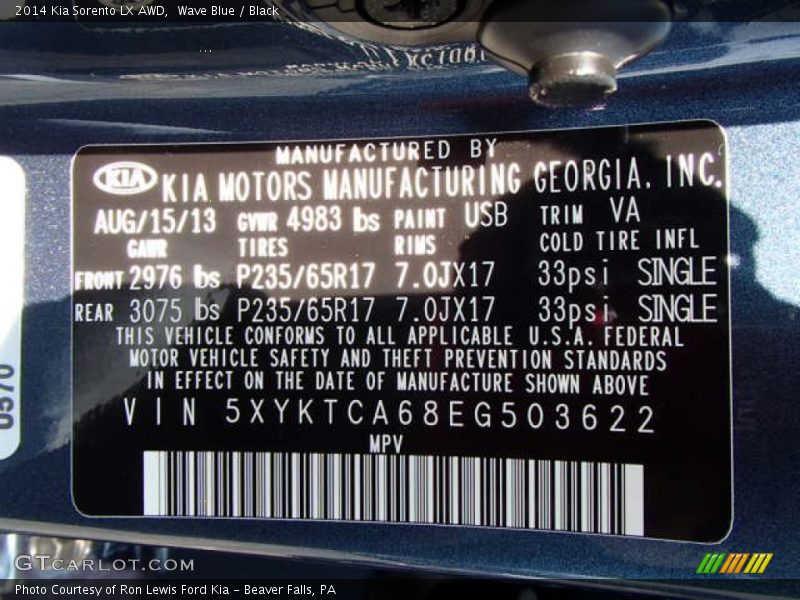 2014 Kia Sorento LX AWD, Wave Blue / Black
MANUFACTURED BY
KIA KIA MOTORS MANUFACTURING GEORGIA, INC.
AUG/15/13 GVWR 4983 lbs PAINT USB TRIM VA
GAWR TIRES RIMS COLD TIRE INFL
FRONT 2976 lbs P235/65R17 7.0JX17 33psi SINGLE
REAR 3075 lbs P235/65R17 7.0JX17 33psi SINGLE
THIS VEHICLE CONFORMS TO ALL APPLICABLE U.S.A. FEDERAL
MOTOR VEHICLE SAFETY AND THEFT PREVENTION STANDARDS
IN EFFECT ON THE DATE OF MANUFACTURE SHOWN ABOVE
VIN 5XYKTCA68EG503622
MPV
0570
GTCARLOT.COM
Photo Courtesy of Ron Lewis Ford Kia - Beaver Falls, PA